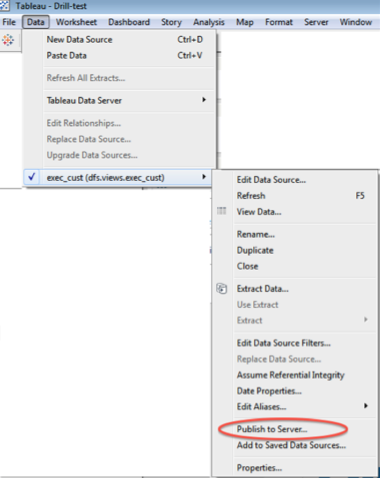 Tableau - Drill-test
File Data Worksheet Dashboard Story Analysis Map Format Server Window
New Data Source Ctrl+D
Paste Data Ctrl+V
Refresh All Extracts...
Tableau Data Server
Edit Relationships...
Replace Data Source...
Upgrade Data Sources...
exec_cust (dfs.views.exec_cust)
Edit Data Source...
Refresh F5
View Data...
Rename...
Duplicate
Close
Extract Data...
Use Extract
Extract
Edit Data Source Filters...
Replace Data Source...
Assume Referential Integrity
Date Properties...
Edit Aliases...
Publish to Server...
Add to Saved Data Sources...
Properties...